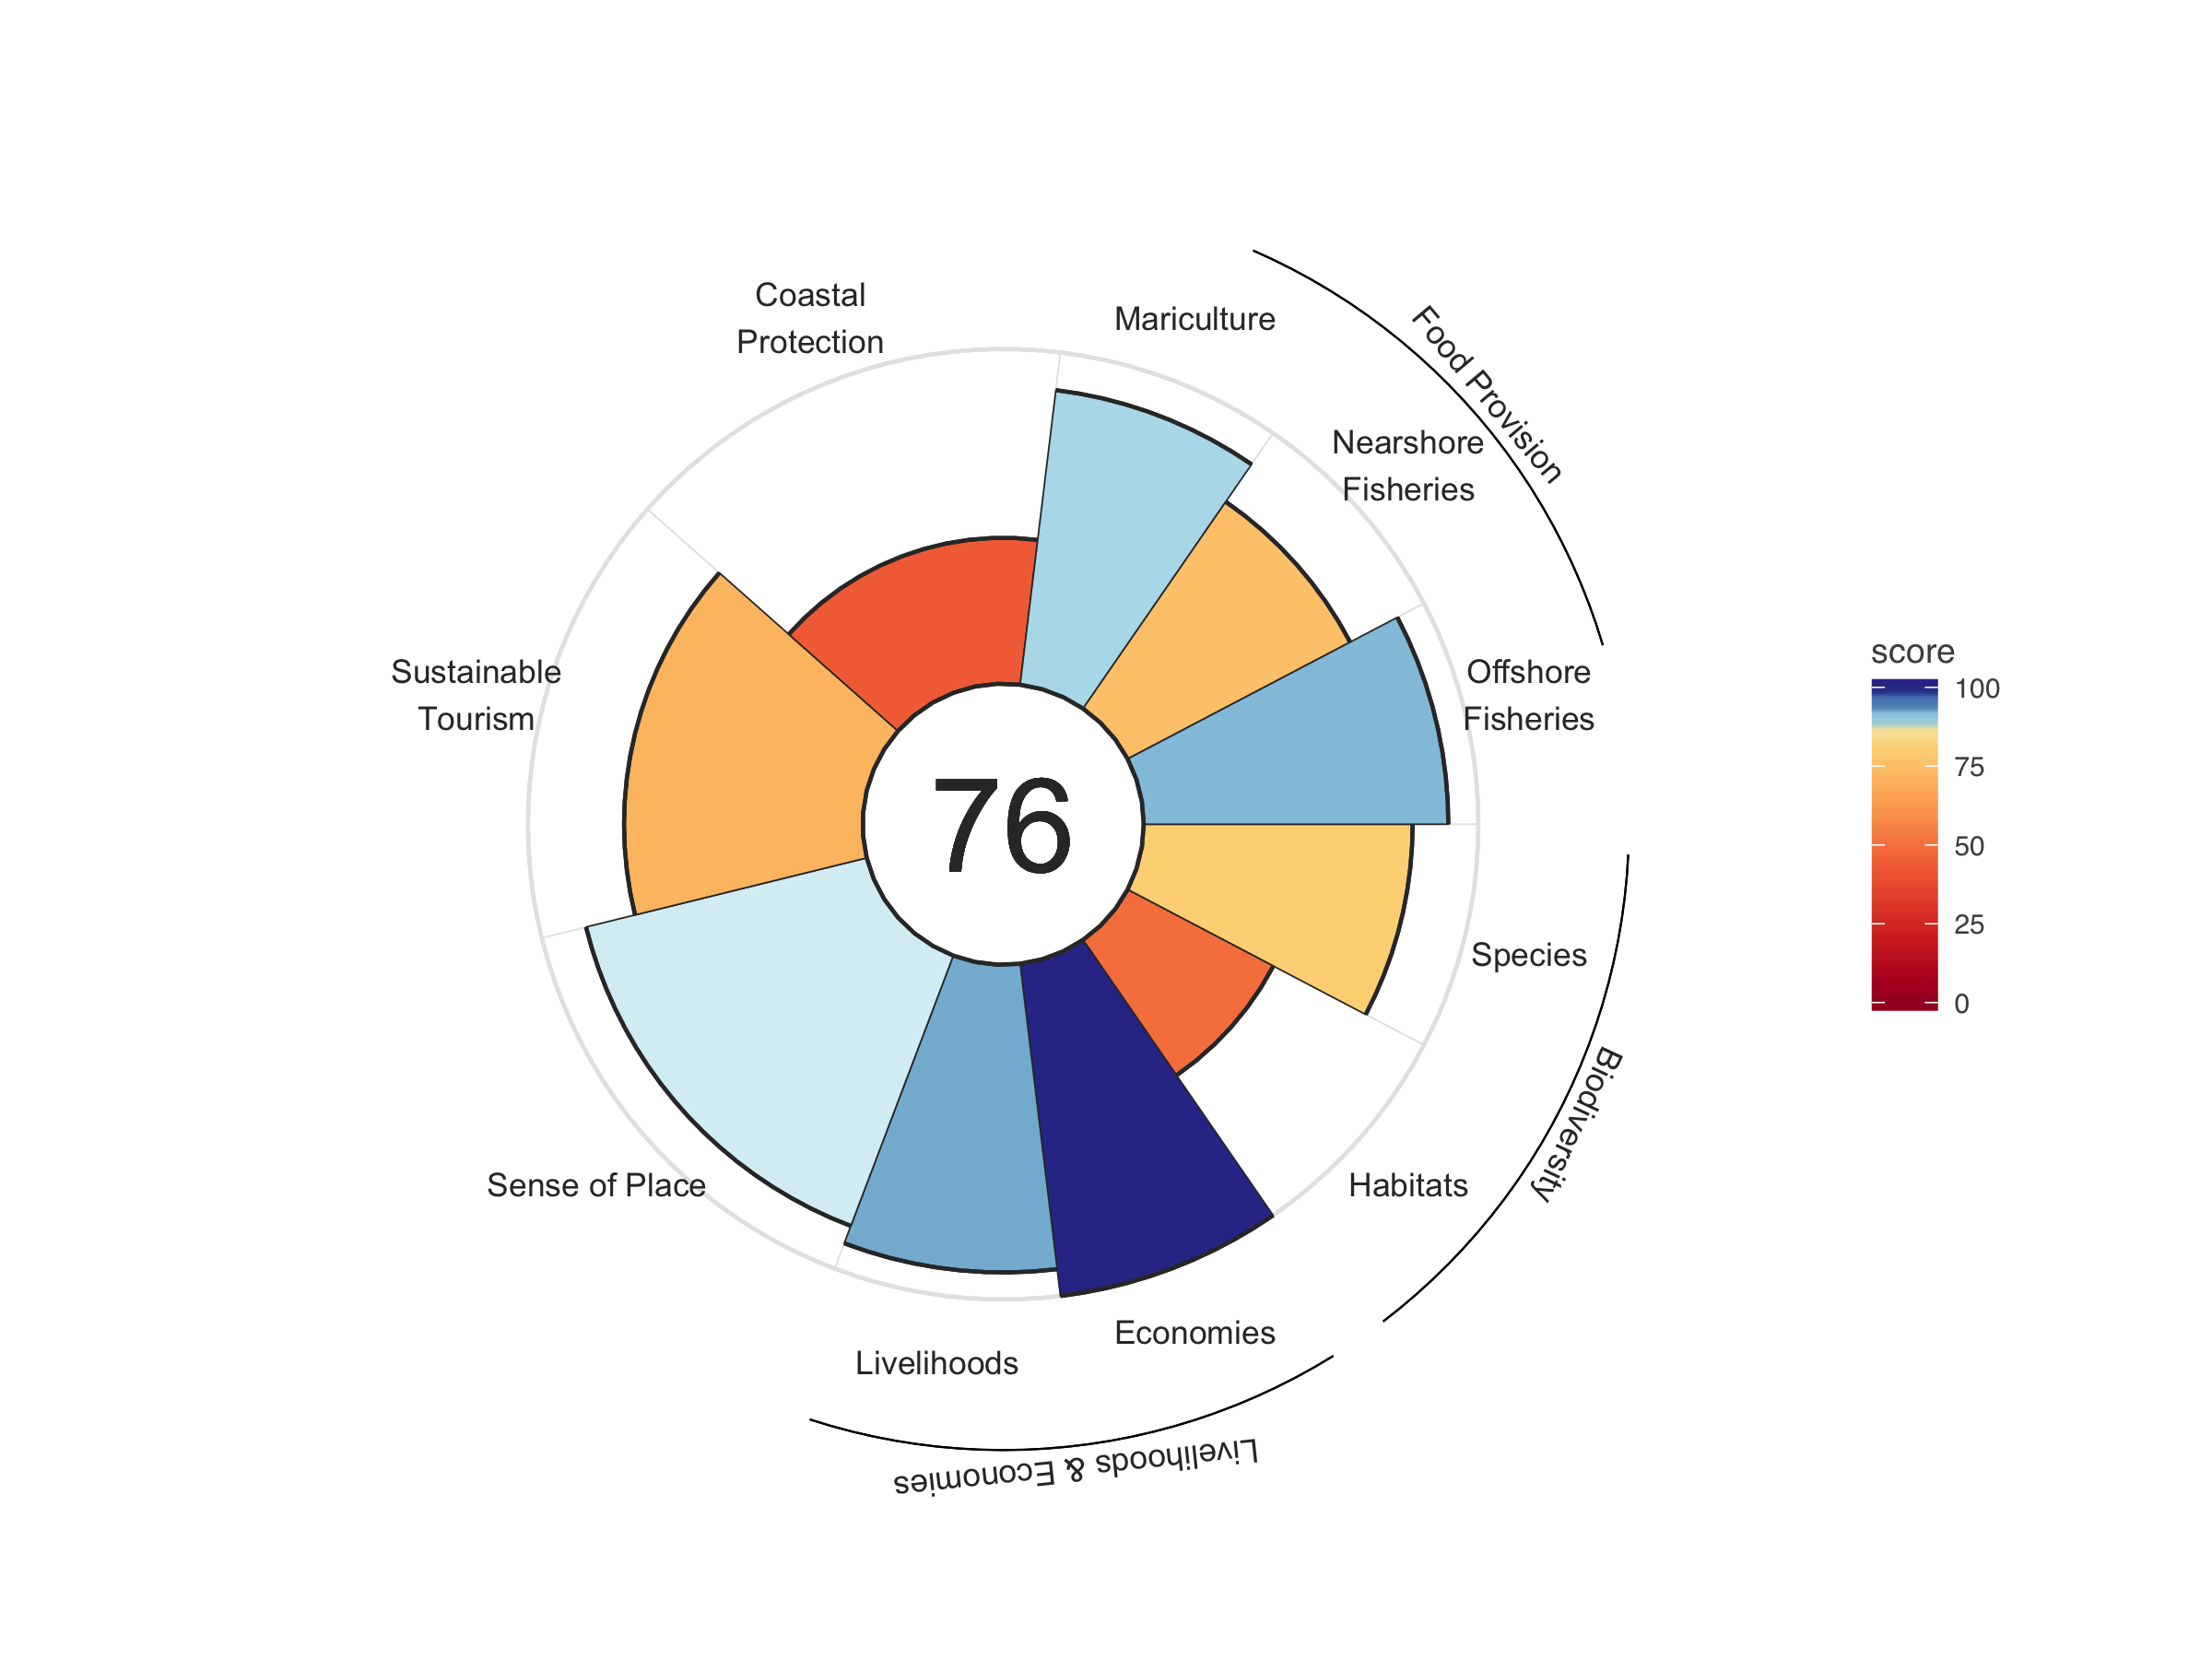 Coastal
Protection
Mariculture
Food Provision
Nearshore
Fisheries
Sustainable
Tourism
Offshore
Fisheries
76
score
100
75
50
25
0
Species
Biodiversity
Sense of Place
Habitats
Economies
Livelihoods
Livelihoods & Economies